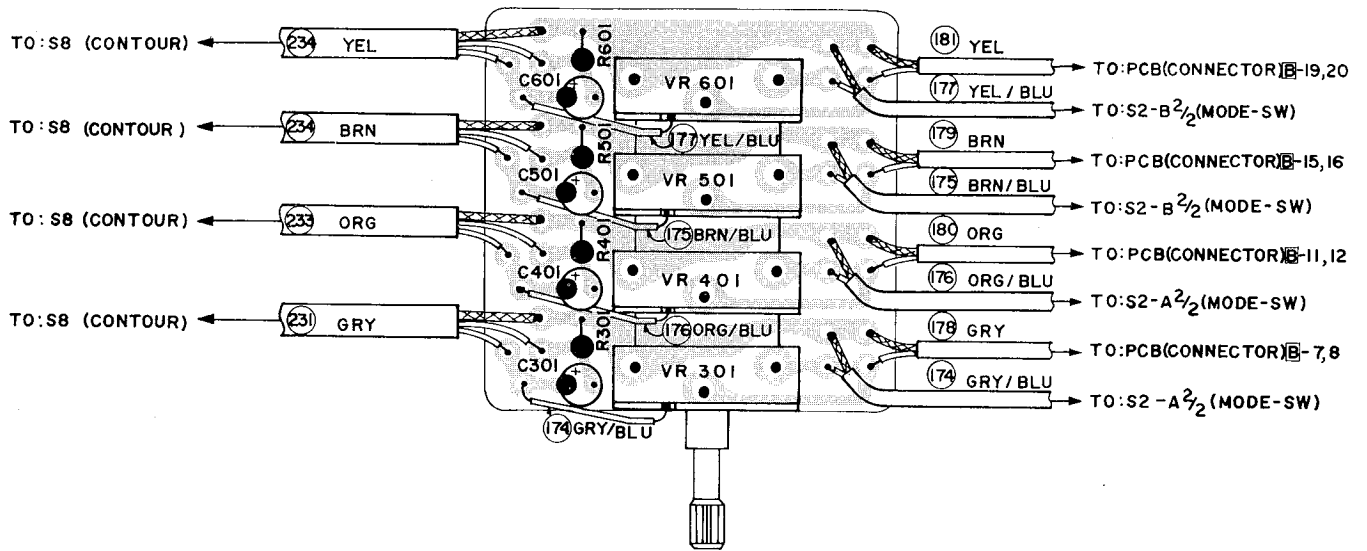 TO:S8 (CONTOUR)
234 YEL
TO:S8 (CONTOUR)
234 BRN
TO:S8 (CONTOUR)
233 ORG
TO:S8 (CONTOUR)
231 GRY
R601
C601 +
VR 601
177 YEL/BLU
R501
C501 +
VR 501
175 BRN/BLU
R401
C401 +
VR 401
176 ORG/BLU
R301
C301 +
VR 301
174 GRY/BLU
181 YEL
TO:PCB(CONNECTOR)B-19,20
177 YEL/BLU
TO:S2-B2/2(MODE-SW)
179 BRN
TO:PCB(CONNECTOR)B-15,16
175 BRN/BLU
TO:S2-B2/2(MODE-SW)
180 ORG
TO:PCB(CONNECTOR)B-11,12
176 ORG/BLU
TO:S2-A2/2(MODE-SW)
178 GRY
TO:PCB(CONNECTOR)B-7,8
174 GRY/BLU
TO:S2-A2/2(MODE-SW)